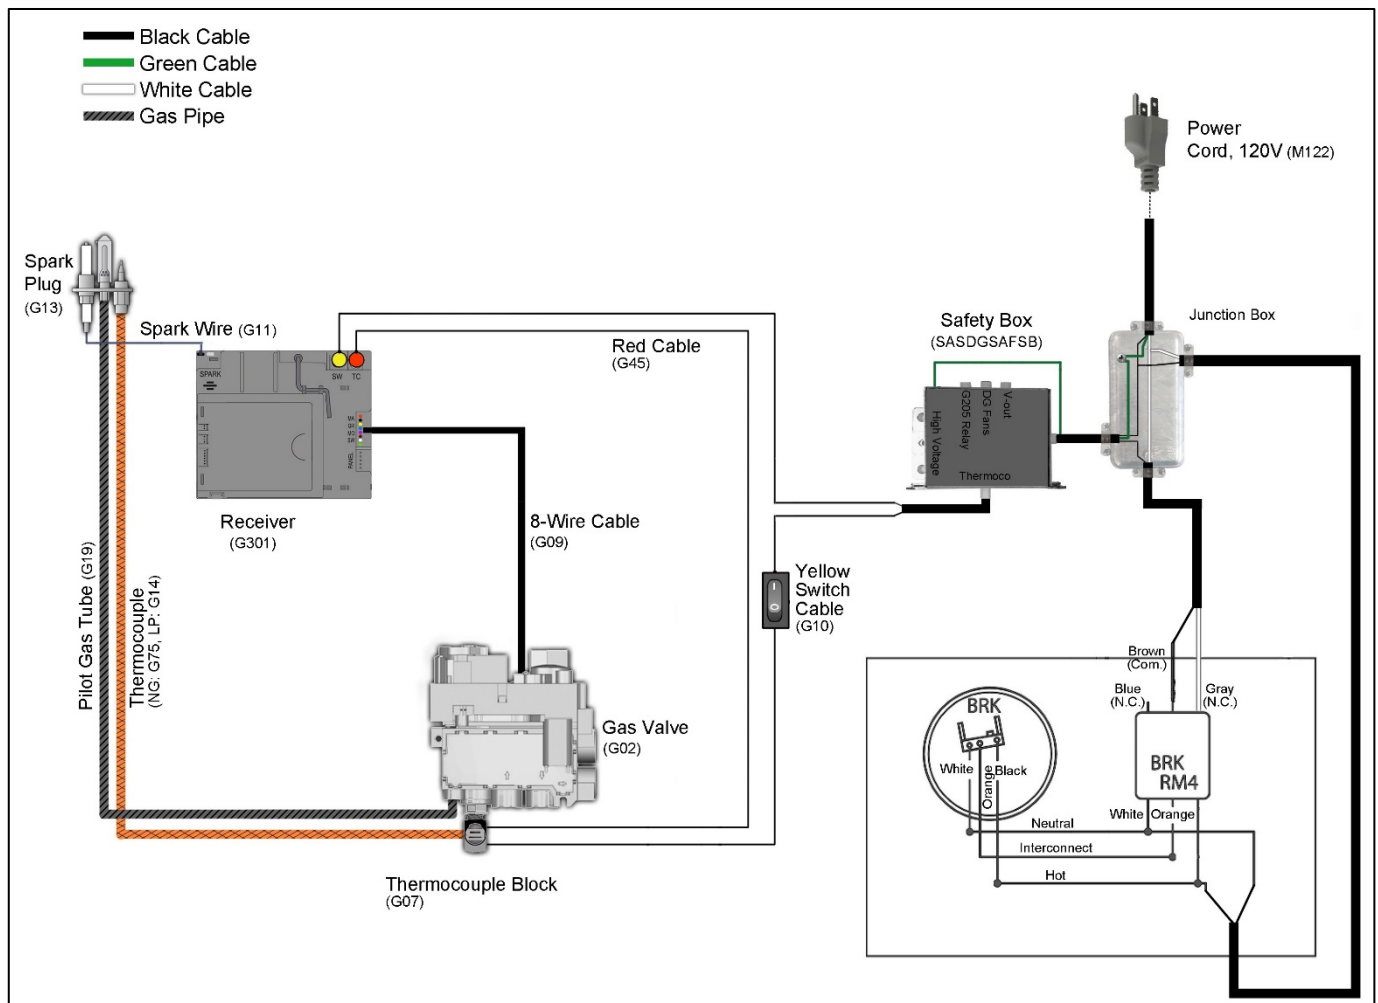 Black Cable
Green Cable
White Cable
Gas Pipe
Power
Cord, 120V (M122)
Spark
Plug
(G13)
Spark Wire (G11)
Red Cable
(G45)
Safety Box
(SASDGSAFSB)
Junction Box
SPARK
SW
TC
PANEL
High Voltage
G205 Relay
DG Fans
V-out
Thermoco
Receiver
(G301)
8-Wire Cable
(G09)
Yellow
Switch
Cable
(G10)
Pilot Gas Tube (G19)
Thermocouple
(NG: G75, LP: G14)
Gas Valve
(G02)
Thermocouple Block
(G07)
Brown
(Com.)
Blue
(N.C.)
Gray
(N.C.)
BRK
White
Orange
Black
BRK
RM4
White
Orange
Neutral
Interconnect
Hot